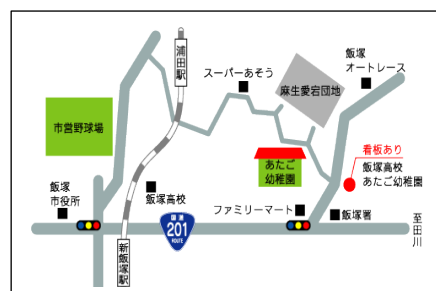 浦田駅
スーパーあそう
麻生愛宕団地
飯塚
オートレース
市営野球場
看板あり
飯塚高校
あたご幼稚園
あたご
幼稚園
飯塚
市役所
飯塚高校
ファミリーマート
飯塚署
至田川
国道
201
ROUTE
新飯塚駅